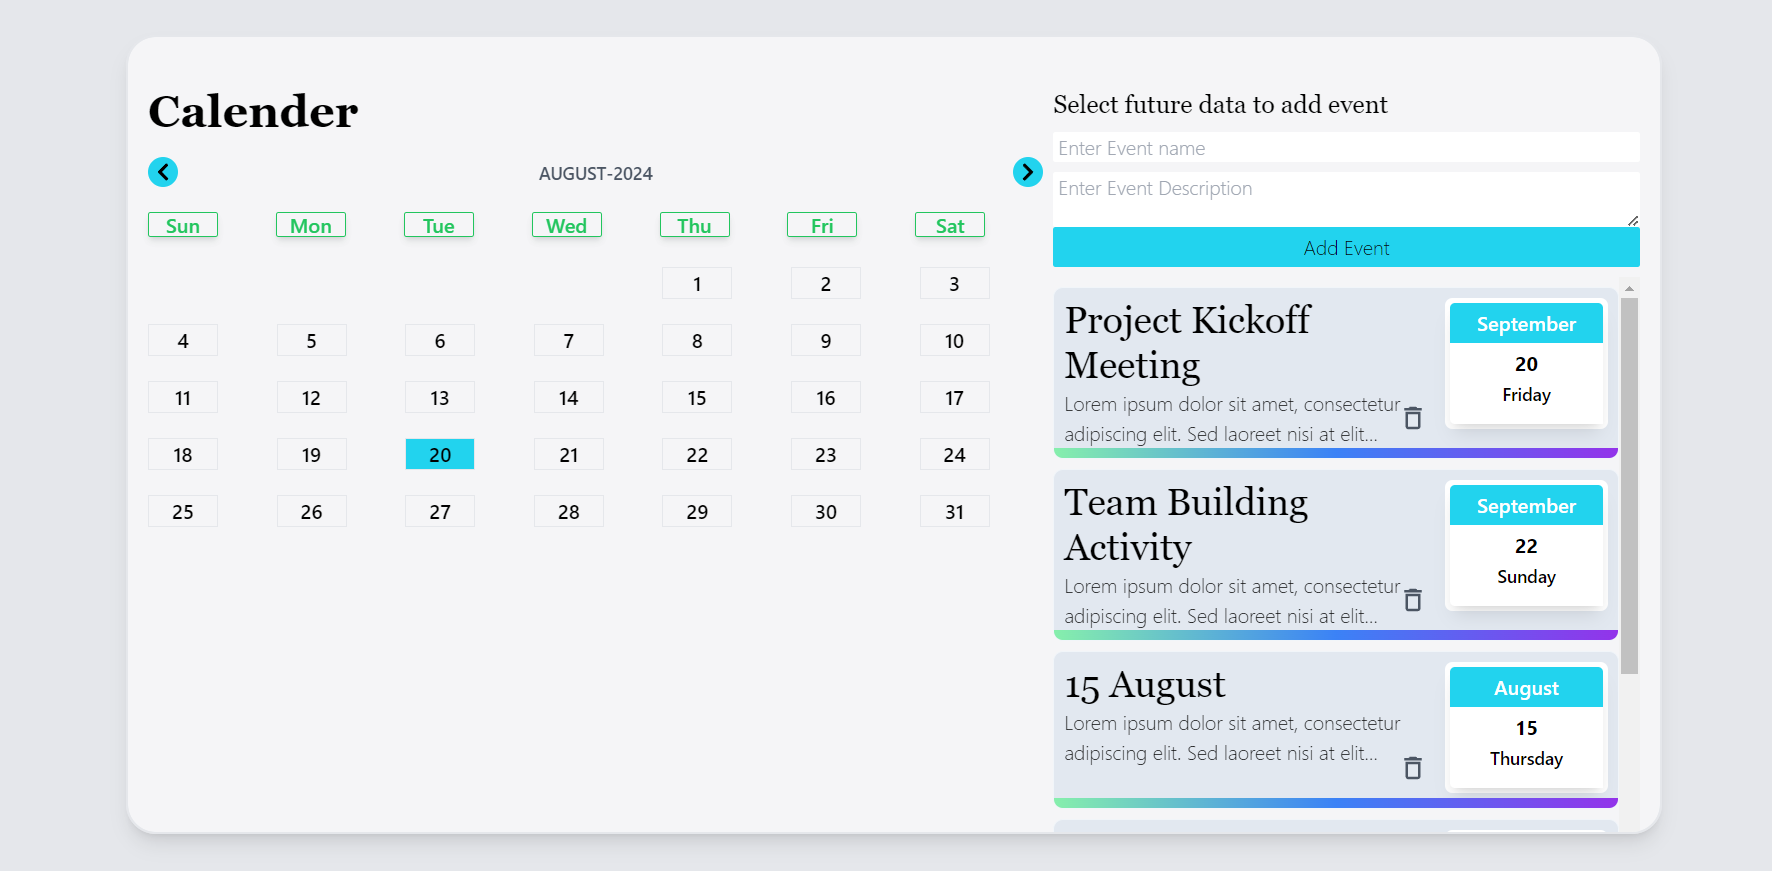 Calender
AUGUST-2024
Sun Mon Tue Wed Thu Fri Sat
1 2 3
4 5 6 7 8 9 10
11 12 13 14 15 16 17
18 19 20 21 22 23 24
25 26 27 28 29 30 31
Select future data to add event
Enter Event name
Enter Event Description
Add Event
Project Kickoff
Meeting
Lorem ipsum dolor sit amet, consectetur
adipiscing elit. Sed laoreet nisi at elit...
September
20
Friday
Team Building
Activity
Lorem ipsum dolor sit amet, consectetur
adipiscing elit. Sed laoreet nisi at elit...
September
22
Sunday
15 August
Lorem ipsum dolor sit amet, consectetur
adipiscing elit. Sed laoreet nisi at elit...
August
15
Thursday